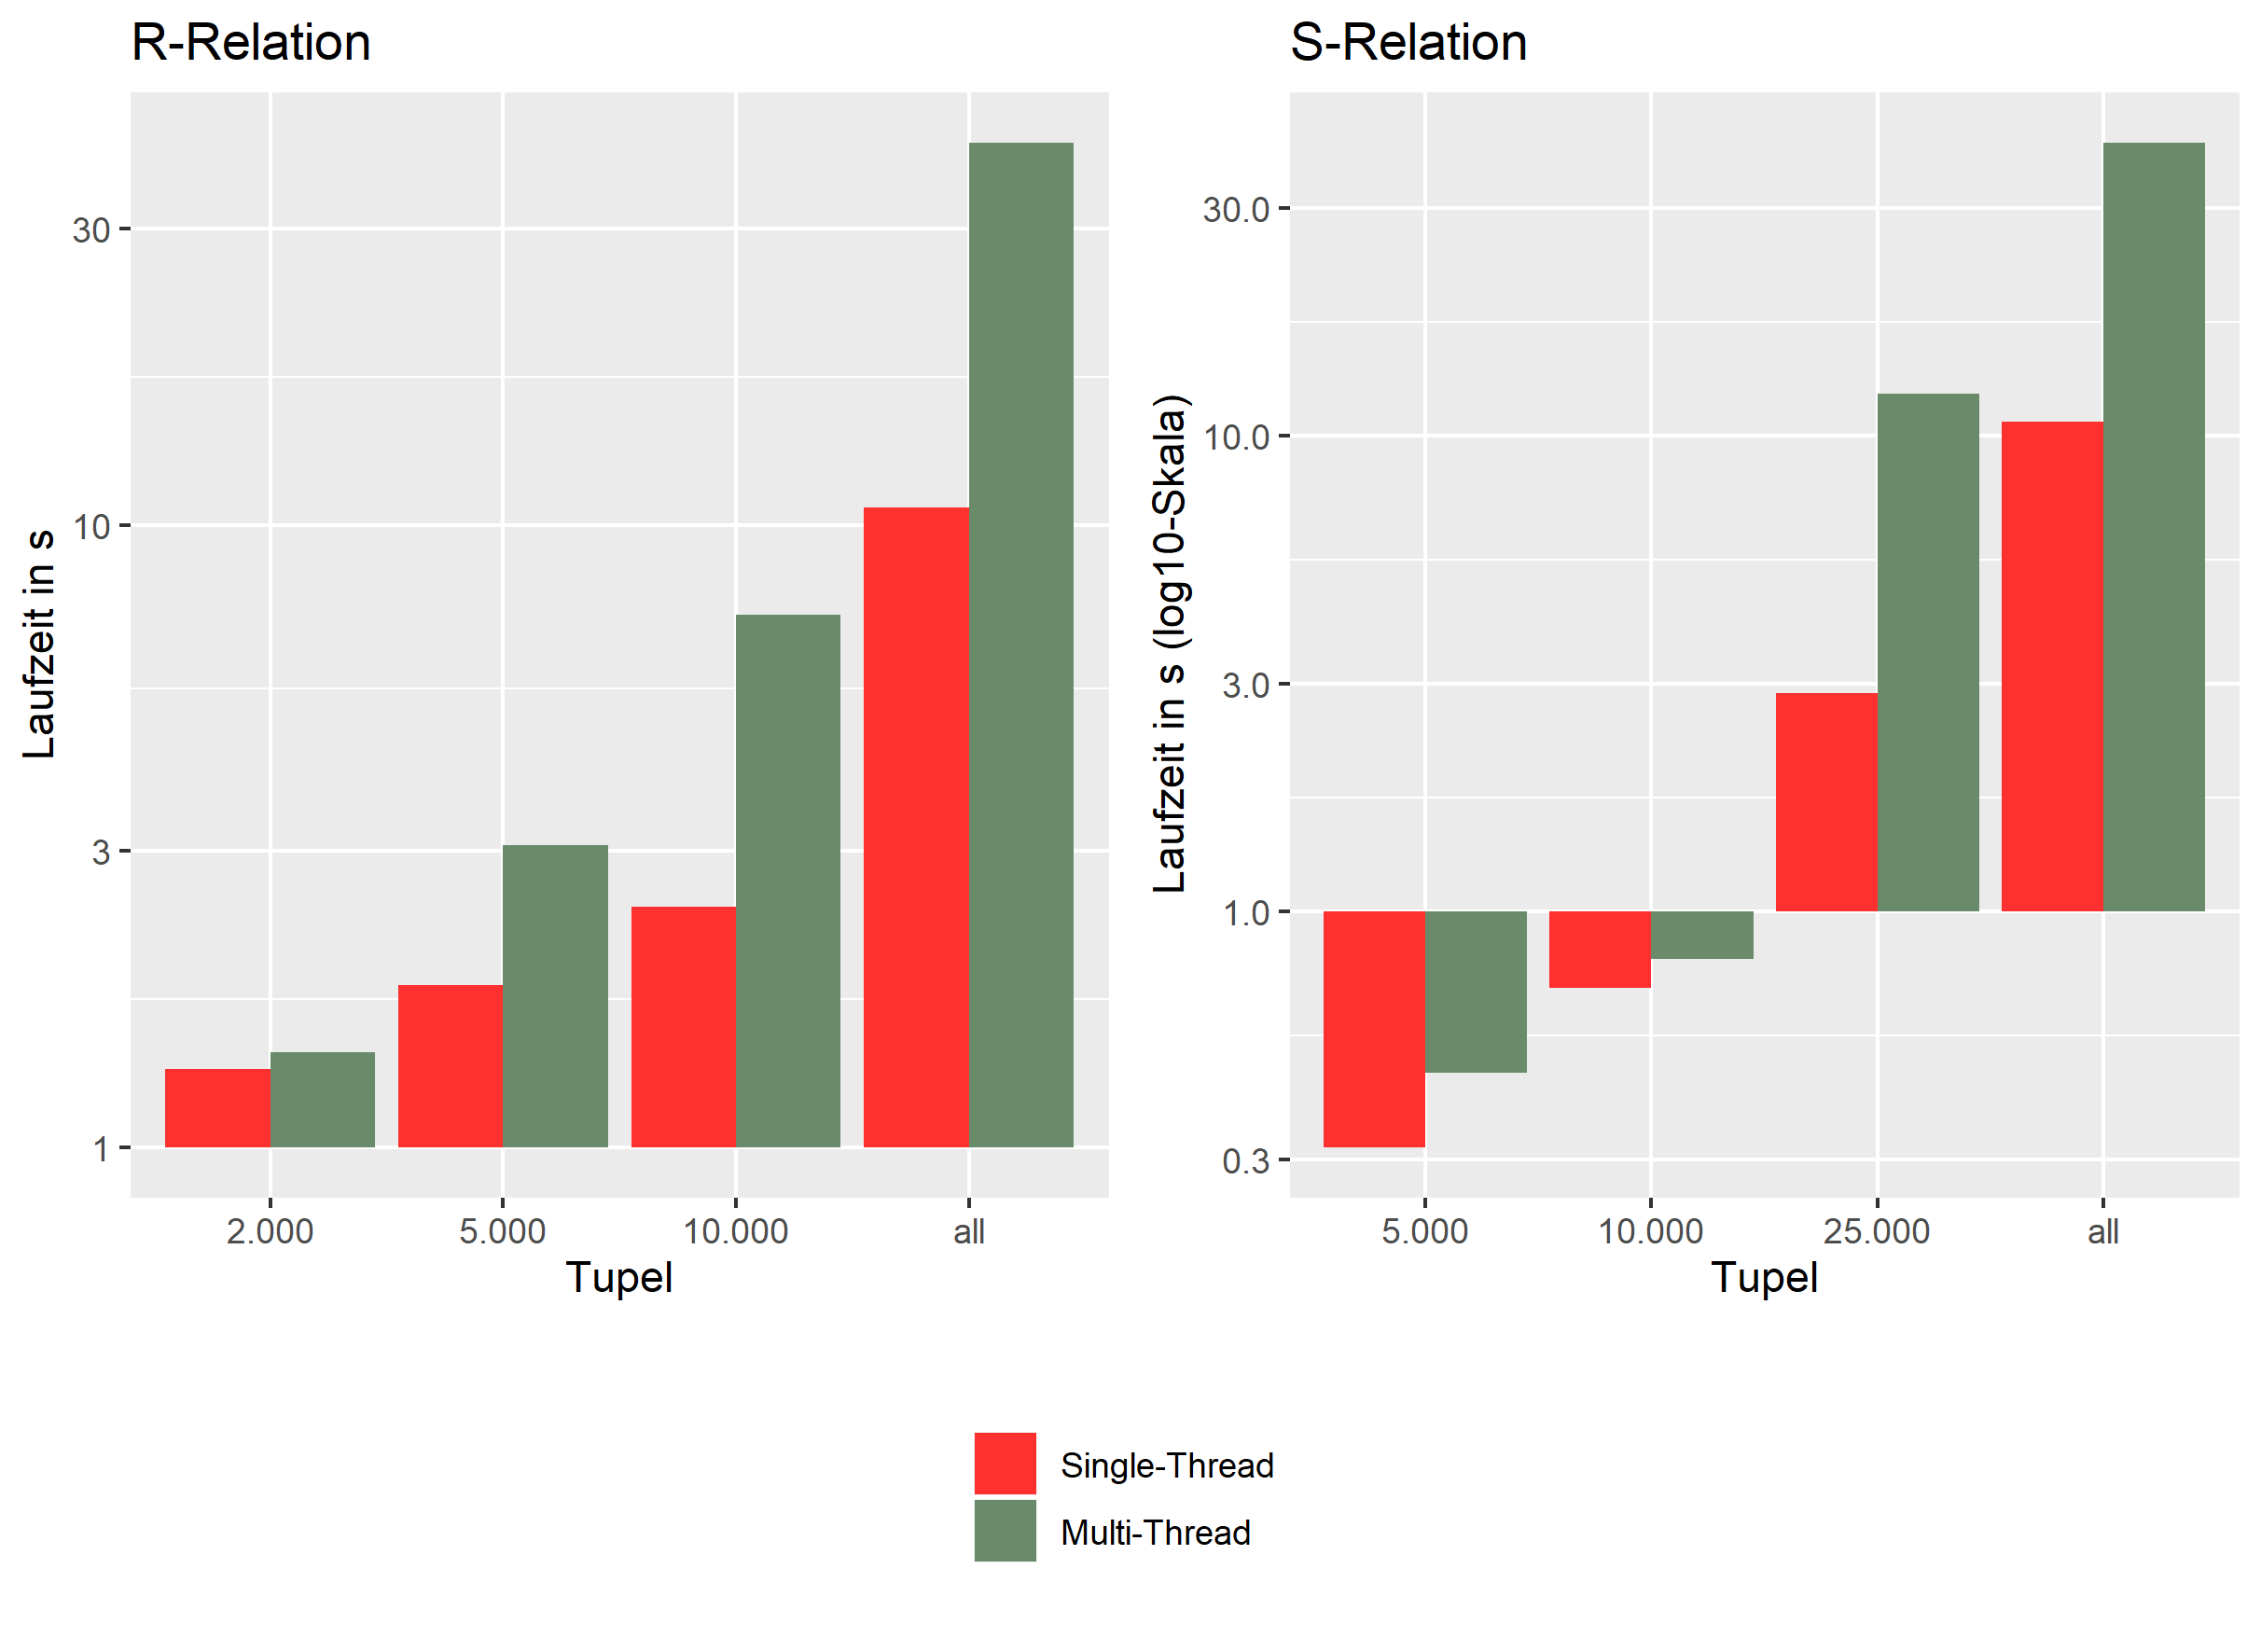 R-Relation
Laufzeit in s
30
10
3
1
2.000
5.000
10.000
all
Tupel
S-Relation
Laufzeit in s (log10-Skala)
30.0
10.0
3.0
1.0
0.3
5.000
10.000
25.000
all
Tupel
Single-Thread
Multi-Thread